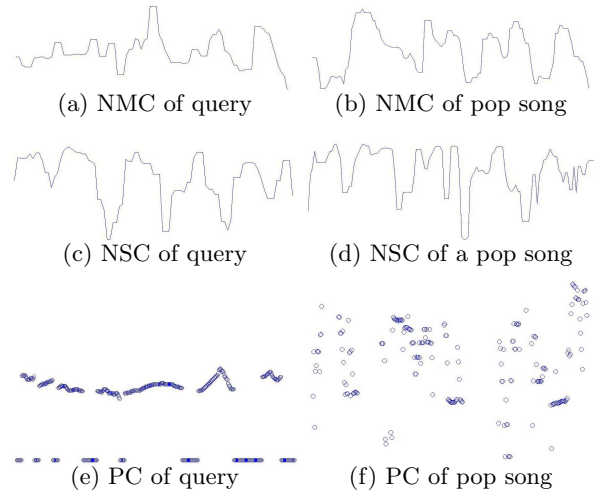 (a) NMC of query
(b) NMC of pop song
(c) NSC of query
(d) NSC of a pop song
(e) PC of query
(f) PC of pop song